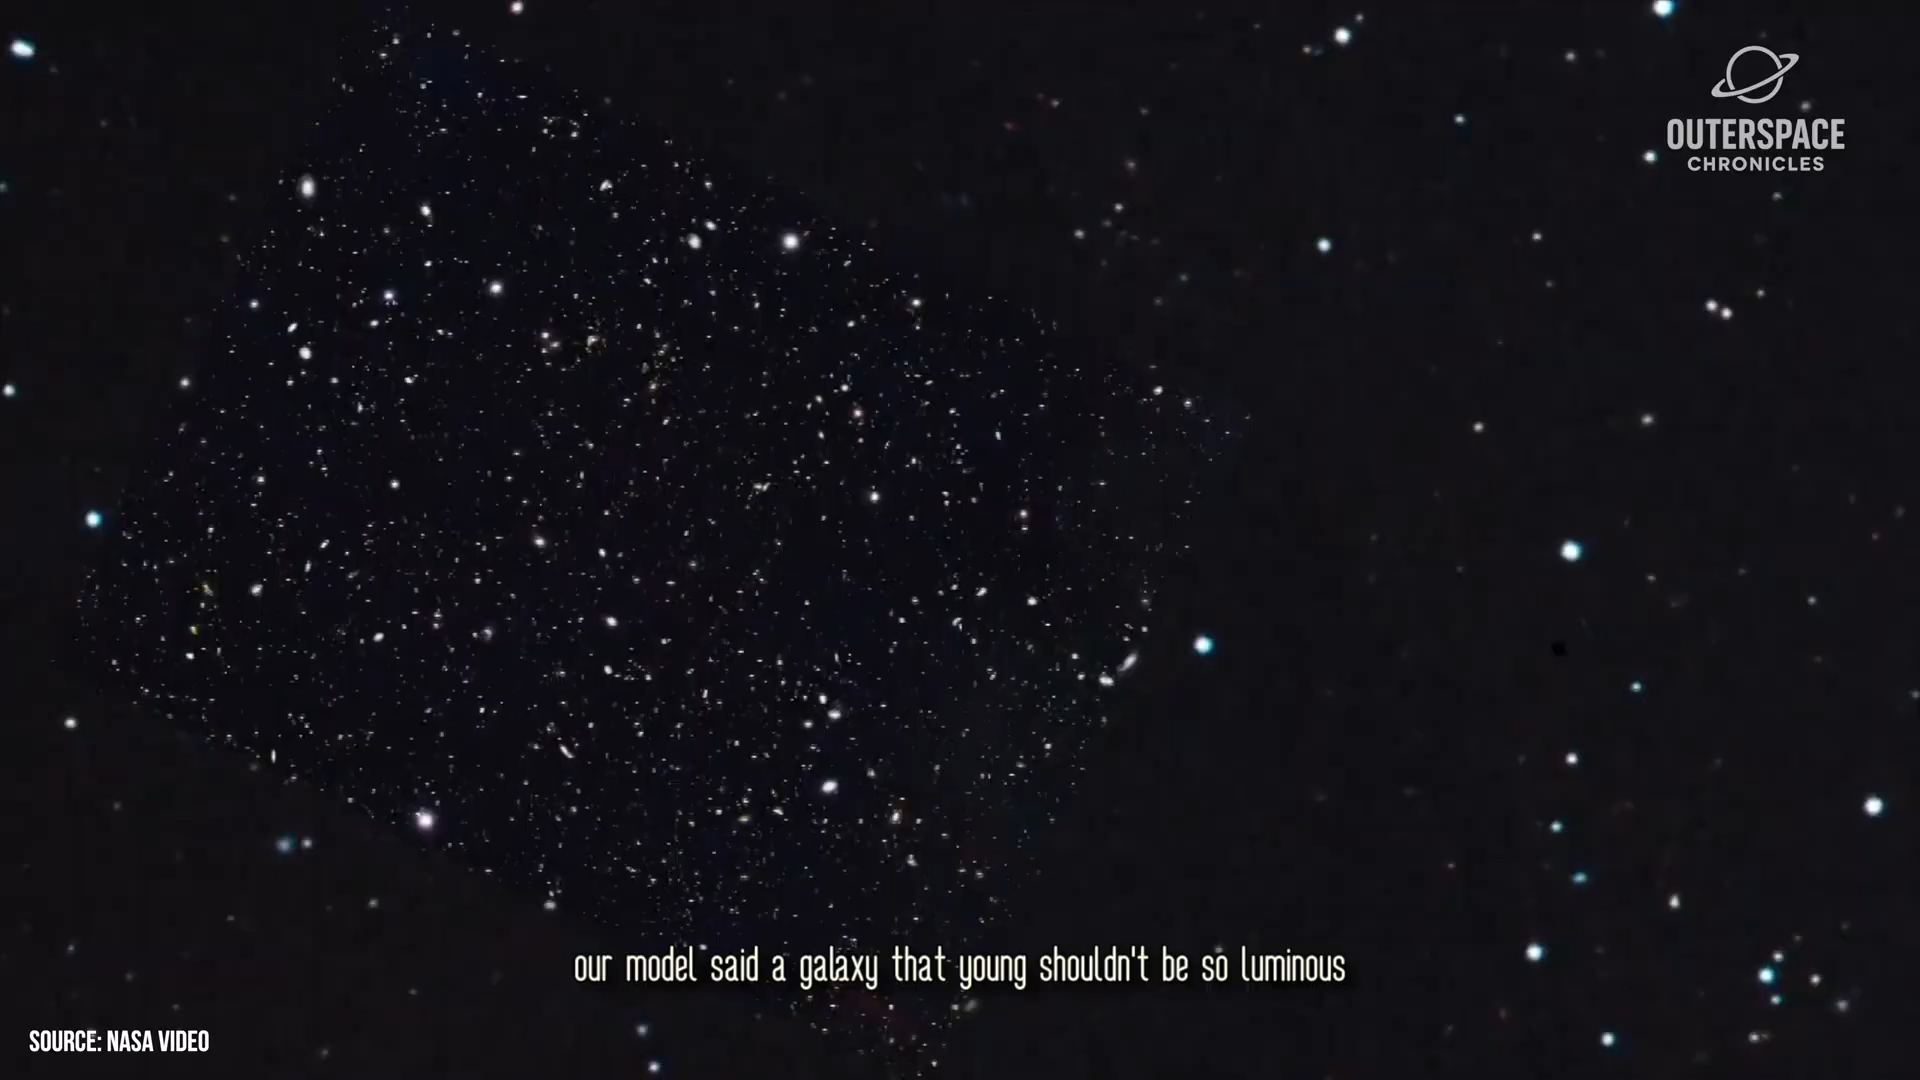 OUTERSPACE
CHRONICLES
our model said a galaxy that young shouldn't be so luminous
SOURCE: NASA VIDEO